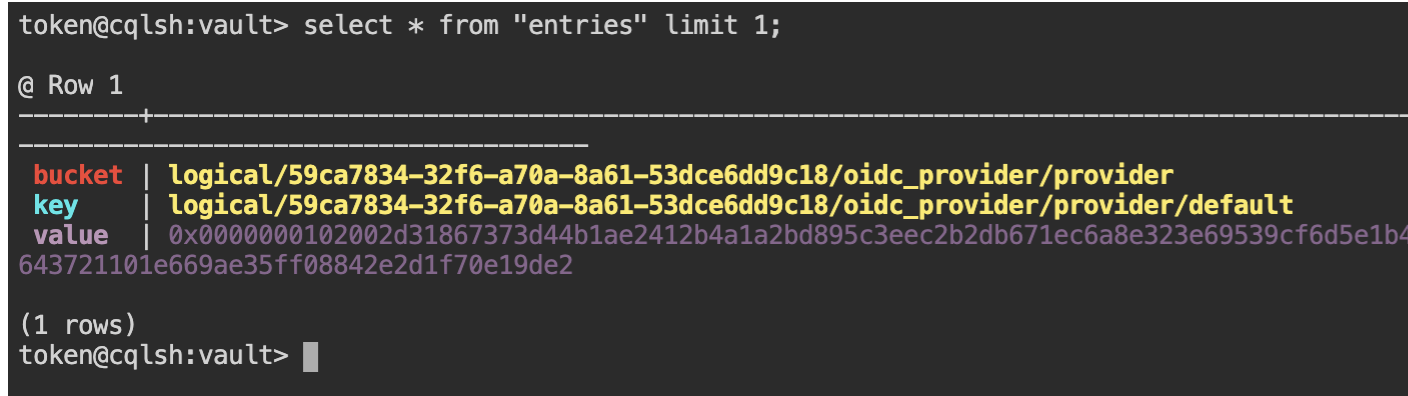 token@cqlsh:vault> select * from "entries" limit 1;
@ Row 1
--------+------------------------------------------------------------------------------------
--------------------------------------
bucket | logical/59ca7834-32f6-a70a-8a61-53dce6dd9c18/oidc_provider/provider
key | logical/59ca7834-32f6-a70a-8a61-53dce6dd9c18/oidc_provider/provider/default
value | 0x0000000102002d31867373d44b1ae2412b4a1a2bd895c3eec2b2db671ec6a8e323e69539cf6d5e1b4
643721101e669ae35ff08842e2d1f70e19de2
(1 rows)
token@cqlsh:vault>